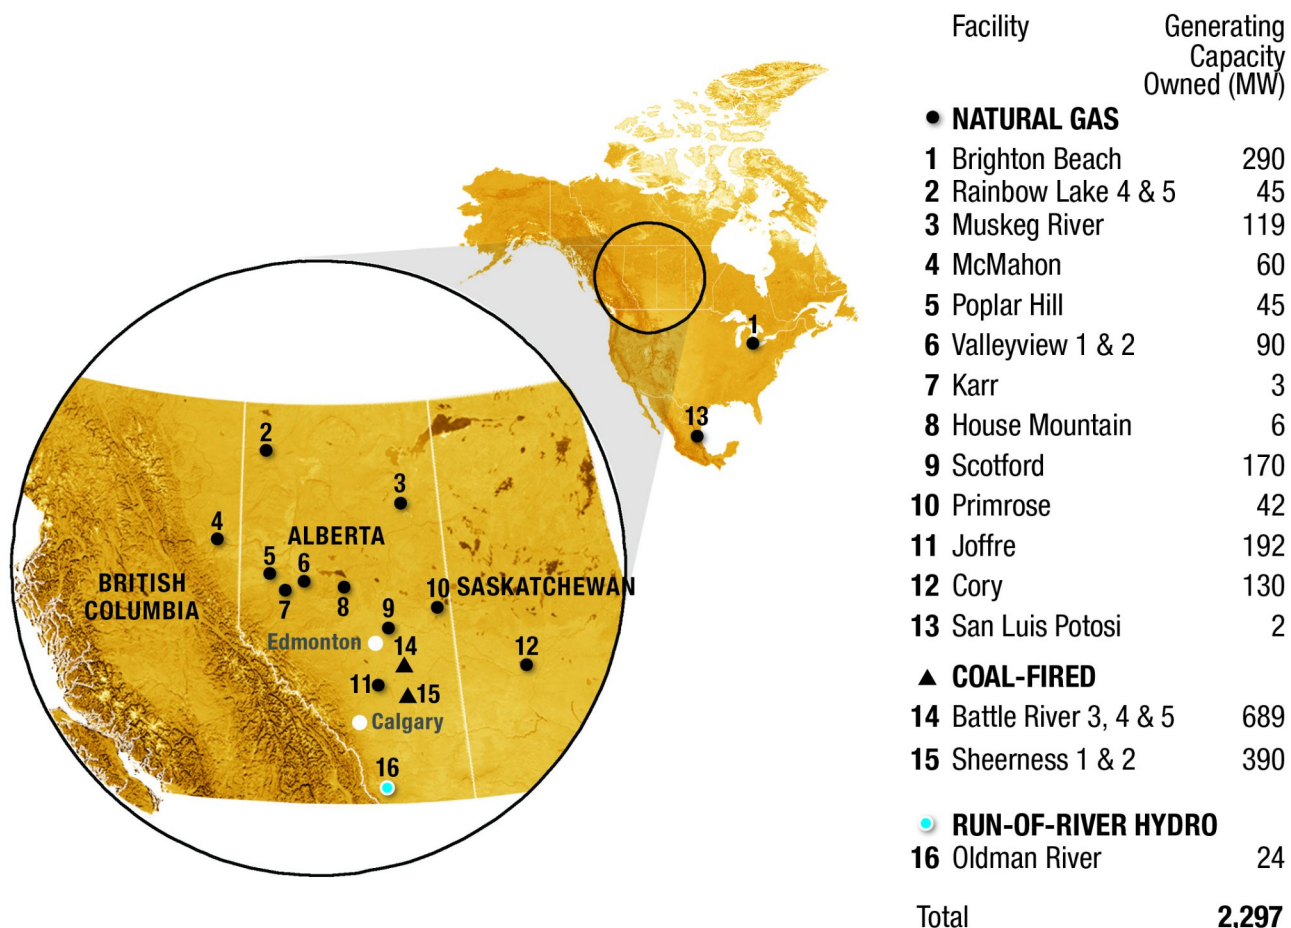 Facility Generating
Capacity
Owned (MW)
NATURAL GAS
1 Brighton Beach 290
2 Rainbow Lake 4 & 5 45
3 Muskeg River 119
4 McMahon 60
5 Poplar Hill 45
6 Valleyview 1 & 2 90
7 Karr 3
8 House Mountain 6
9 Scotford 170
10 Primrose 42
11 Joffre 192
12 Cory 130
13 San Luis Potosi 2
COAL-FIRED
14 Battle River 3, 4 & 5 689
15 Sheerness 1 & 2 390
RUN-OF-RIVER HYDRO
16 Oldman River 24
Total 2,297
1
13
2
3
4
ALBERTA
5
6
BRITISH
COLUMBIA
7
8
10
SASKATCHEWAN
9
Edmonton
14
12
11
15
Calgary
16